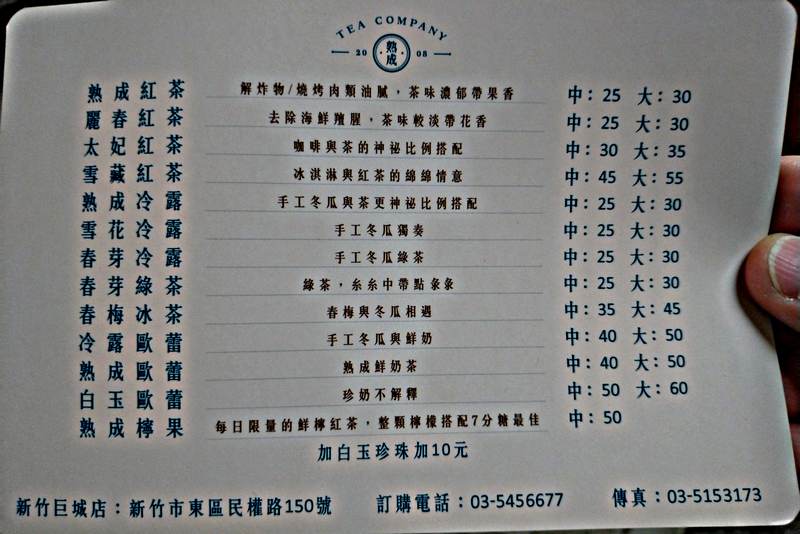 TEA COMPANY
20 熟成 08
熟成紅茶 解炸物/燒烤肉類油膩，茶味濃郁帶果香 中：25 大：30
麗春紅茶 去除海鮮羶腥，茶味較淡帶花香 中：25 大：30
太妃紅茶 咖啡與茶的神祕比例搭配 中：30 大：35
雪藏紅茶 冰淇淋與紅茶的綿綿情意 中：45 大：55
熟成冷露 手工冬瓜與茶更神祕比例搭配 中：25 大：30
雪花冷露 手工冬瓜獨奏 中：25 大：30
春芽冷露 手工冬瓜綠茶 中：25 大：30
春芽綠茶 綠茶，糸糸中帶點彖彖 中：25 大：30
春梅冰茶 春梅與冬瓜相遇 中：35 大：45
冷露歐蕾 手工冬瓜與鮮奶 中：40 大：50
熟成歐蕾 熟成鮮奶茶 中：40 大：50
白玉歐蕾 珍奶不解釋 中：50 大：60
熟成檸果 每日限量的鮮檸紅茶，整顆檸檬搭配7分糖最佳 中：50
加白玉珍珠加10元
新竹巨城店：新竹市東區民權路150號 訂購電話：03-5456677 傳真：03-5153173